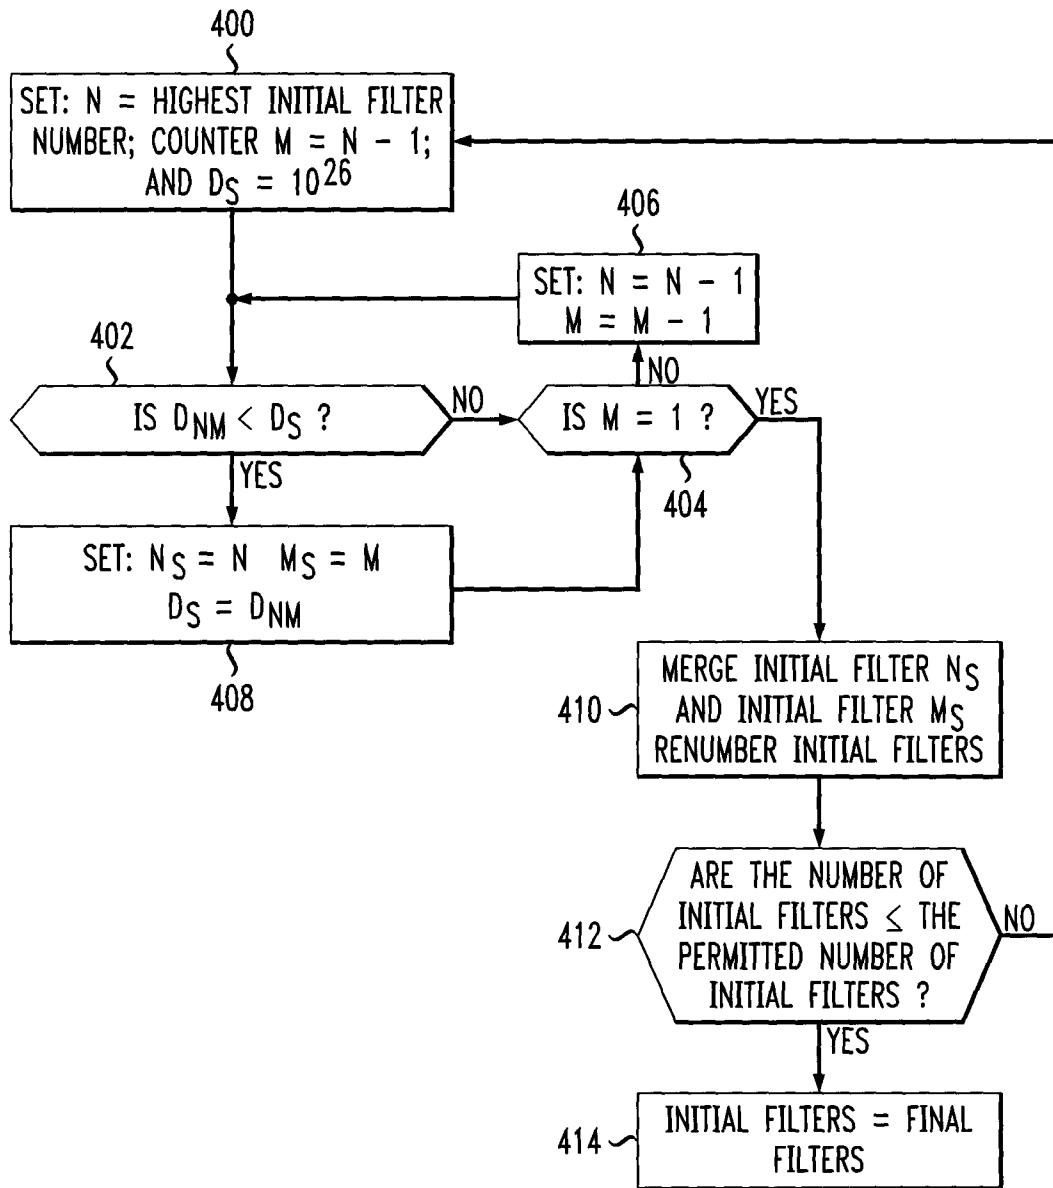 400
SET: N = HIGHEST INITIAL FILTER
NUMBER; COUNTER M = N - 1;
AND DS = 10^26
406
SET: N = N - 1
M = M - 1
402
IS DNM < DS ?
NO
NO
IS M = 1 ?
YES
404
YES
SET: NS = N MS = M
DS = DNM
408
410
MERGE INITIAL FILTER NS
AND INITIAL FILTER MS
RENUMBER INITIAL FILTERS
412
ARE THE NUMBER OF
INITIAL FILTERS ≤ THE
PERMITTED NUMBER OF
INITIAL FILTERS ?
NO
YES
414
INITIAL FILTERS = FINAL
FILTERS